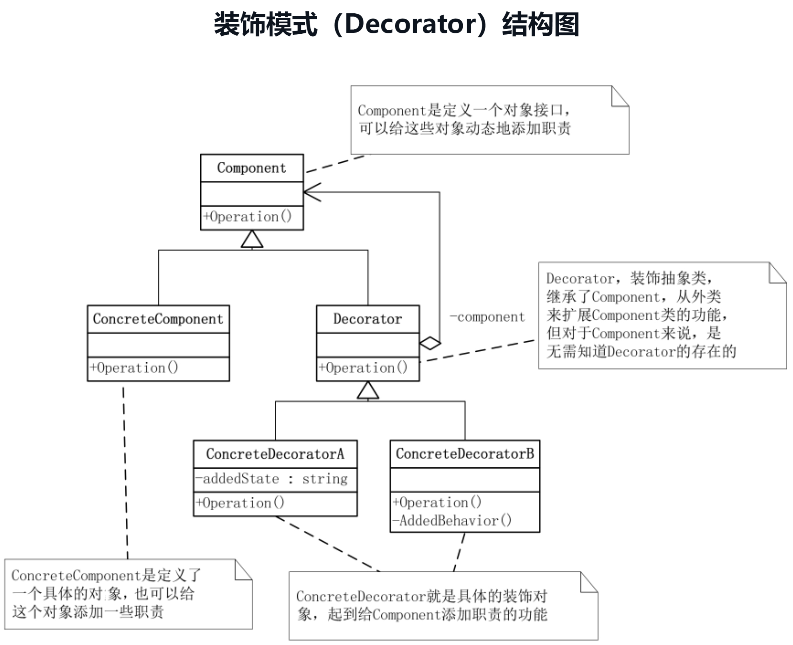 装饰模式（Decorator）结构图
Component是定义一个对象接口，
可以给这些对象动态地添加职责
Component
+Operation()
Decorator，装饰抽象类，
继承了Component，从外类
来扩展Component类的功能，
但对于Component来说，是
无需知道Decorator的存在的
-component
ConcreteComponent
+Operation()
Decorator
+Operation()
ConcreteDecoratorA
-addedState : string
+Operation()
ConcreteDecoratorB
+Operation()
-AddedBehavior()
ConcreteComponent是定义了
一个具体的对象，也可以给
这个对象添加一些职责
ConcreteDecorator就是具体的装饰对
象，起到给Component添加职责的功能